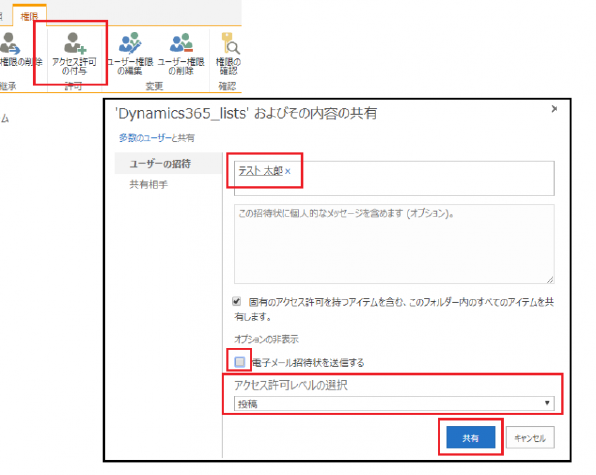 権限
権限の削除
アクセス許可
の付与
ユーザー権限
の編集
ユーザー権限
の削除
権限の
確認
継承
許可
変更
確認
ム
'Dynamics365_lists' およびその内容の共有
×
多数のユーザーと共有
ユーザーの招待
共有相手
テスト 太郎 ×
この招待状に個人的なメッセージを含めます (オプション)。
固有のアクセス許可を持つアイテムを含む、このフォルダー内のすべてのアイテムを共
有します。
オプションの非表示
電子メール招待状を送信する
アクセス許可レベルの選択
投稿
共有
キャンセル